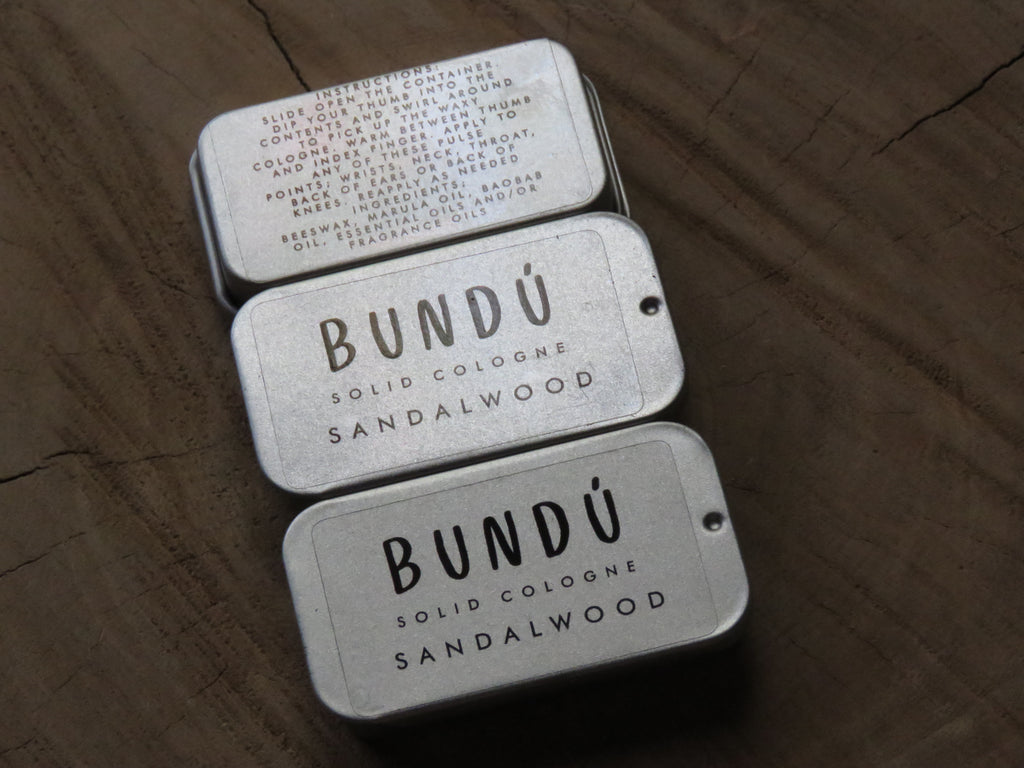 INSTRUCTIONS:
SLIDE OPEN THE CONTAINER.
DIP YOUR THUMB INTO THE
CONTENTS AND SWIRL AROUND
TO PICK UP THE WAXY
COLOGNE. WARM BETWEEN THUMB
AND INDEX FINGER. APPLY TO
ANY OF THESE PULSE
POINTS: WRISTS, NECK, THROAT,
BACK OF EARS OR BACK OF
KNEES. REAPPLY AS NEEDED
INGREDIENTS:
BEESWAX, MARULA OIL, BAOBAB
OIL, ESSENTIAL OILS AND/OR
FRAGRANCE OILS
BUNDÚ
SOLID COLOGNE
SANDALWOOD
BUNDÚ
SOLID COLOGNE
SANDALWOOD